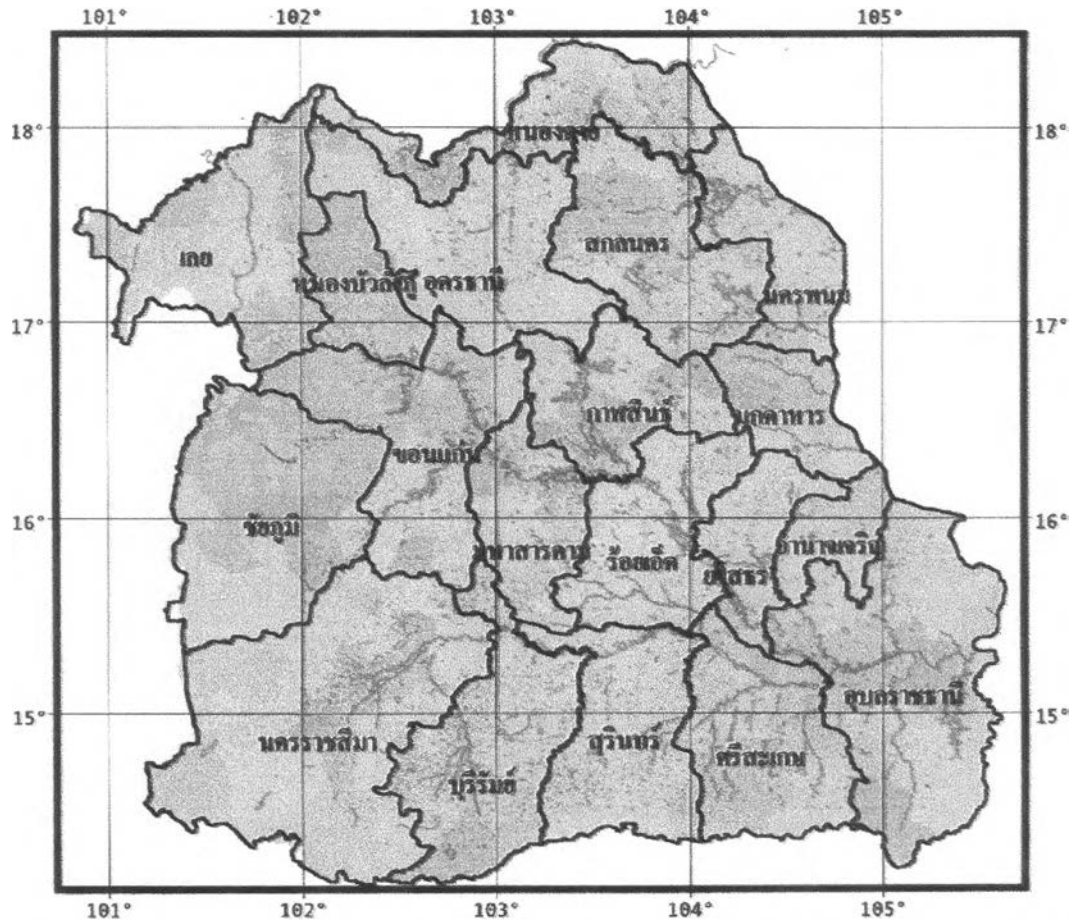 101° 102° 103° 104° 105°
18° 18°
หนองคาย
สกลนคร
เลย
หนองบัวลำภู อุดรธานี
นครพนม
17° 17°
กาฬสินธุ์
มุกดาหาร
ขอนแก่น
16° 16°
ชัยภูมิ
มหาสารคาม
ร้อยเอ็ด
ยโสธร
อำนาจเจริญ
อุบลราชธานี
15° 15°
นครราชสีมา
สุรินทร์
ศรีสะเกษ
บุรีรัมย์
101° 102° 103° 104° 105°